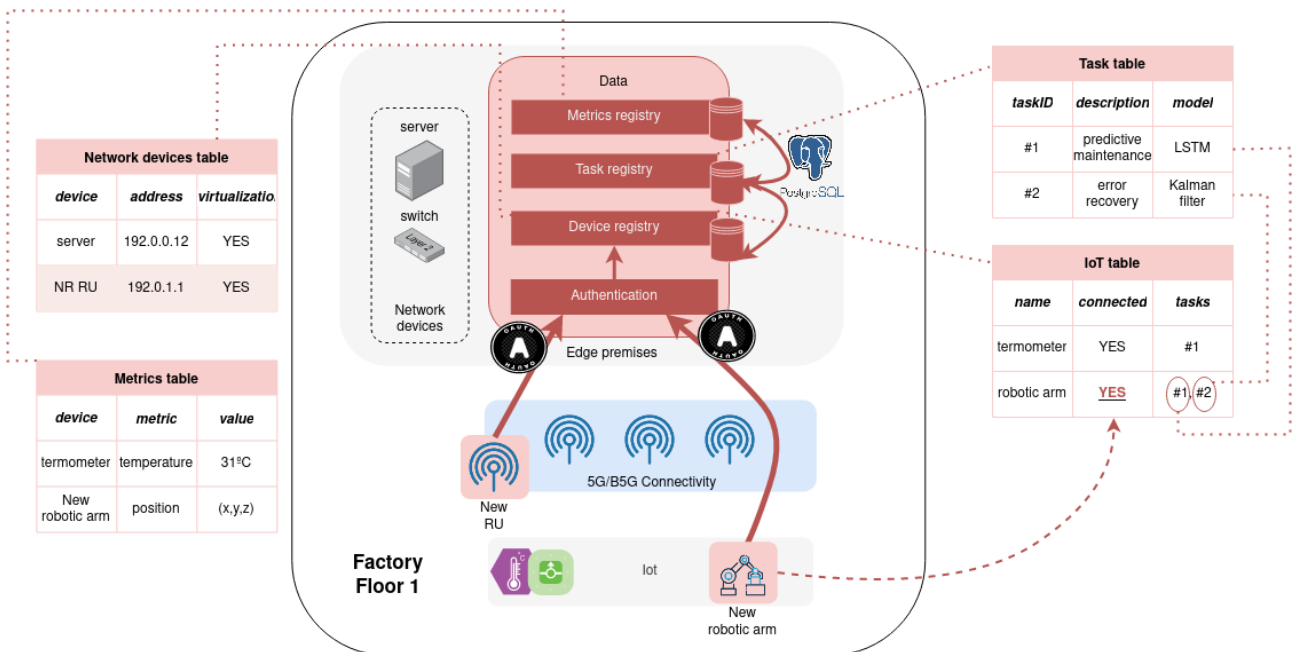 Network devices table
device address virtualizatio
server 192.0.0.12 YES
NR RU 192.0.1.1 YES
Metrics table
device metric value
termometer temperature 31ºC
New
robotic arm position (x,y,z)
server
switch
Layer 2
Network
devices
Data
Metrics registry
Task registry
Device registry
Authentication
PostgreSQL
OAUTH
A
OAUTH
OAUTH
A
OAUTH
Edge premises
5G/B5G Connectivity
New
RU
Factory
Floor 1
°C
Iot
New
robotic arm
Task table
taskID description model
#1 predictive
maintenance LSTM
#2 error
recovery Kalman
filter
IoT table
name connected tasks
termometer YES #1
robotic arm YES #1, #2